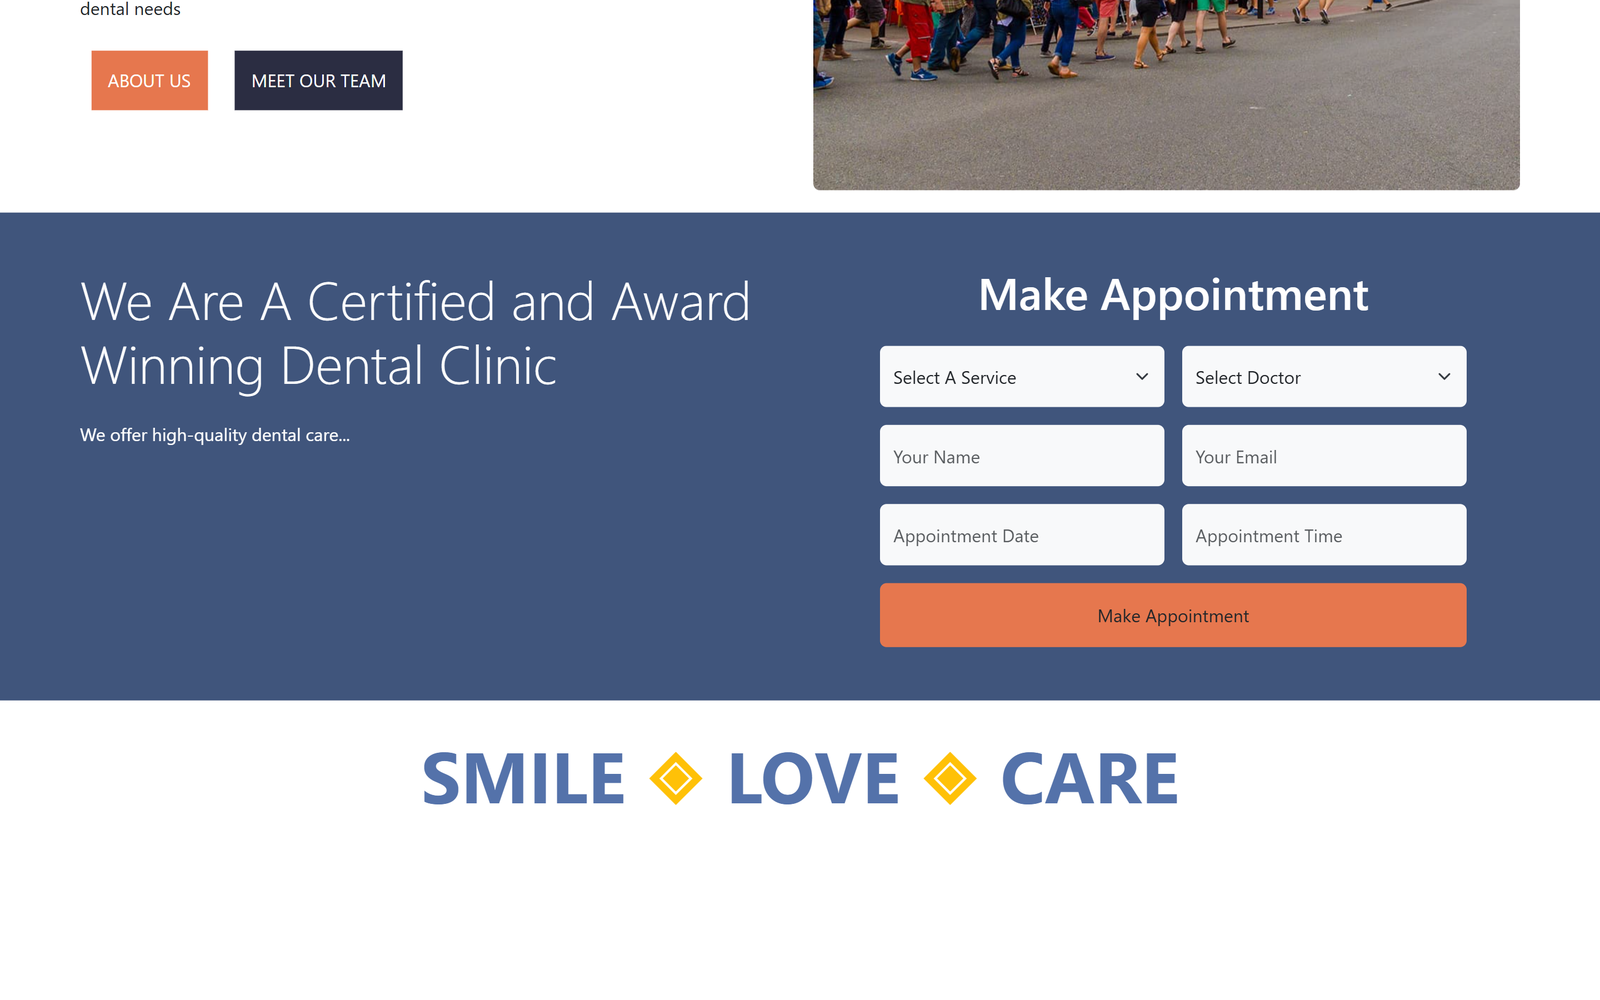 dental needs
ABOUT US
MEET OUR TEAM
We Are A Certified and Award
Winning Dental Clinic
We offer high-quality dental care...
Make Appointment
Select A Service
Select Doctor
Your Name
Your Email
Appointment Date
Appointment Time
Make Appointment
SMILE LOVE CARE